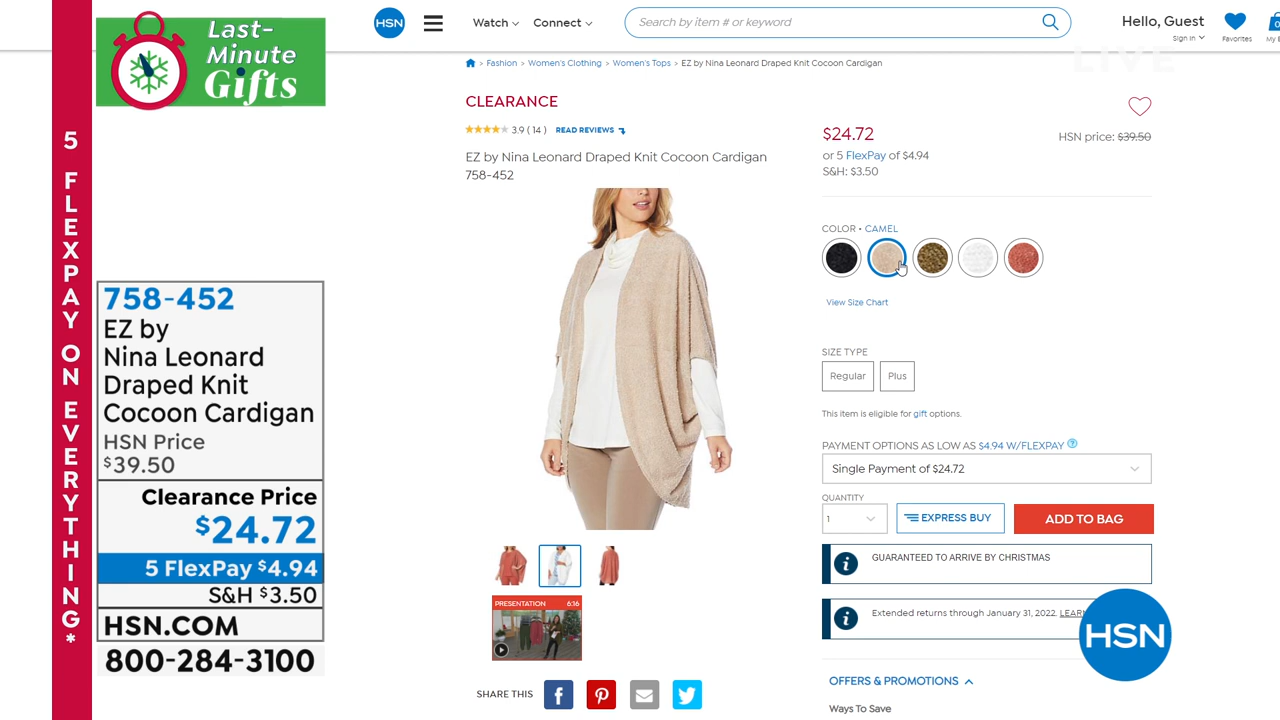 5 FLEXPAY ON EVERYTHING*
Last-
Minute
Gifts
758-452
EZ by
Nina Leonard
Draped Knit
Cocoon Cardigan
HSN Price
$39.50
Clearance Price
$24.72
5 FlexPay $4.94
S&H $3.50
HSN.COM
800-284-3100
HSN
Watch
Connect
Search by item # or keyword
Hello, Guest
Sign In
Favorites
0
LIVE
Fashion > Women's Clothing > Women's Tops > EZ by Nina Leonard Draped Knit Cocoon Cardigan
CLEARANCE
3.9 ( 14 ) READ REVIEWS
EZ by Nina Leonard Draped Knit Cocoon Cardigan
758-452
PRESENTATION 6:16
SHARE THIS
$24.72
HSN price: $39.50
or 5 FlexPay of $4.94
S&H: $3.50
COLOR • CAMEL
View Size Chart
SIZE TYPE
Regular
Plus
This item is eligible for gift options.
PAYMENT OPTIONS AS LOW AS $4.94 W/FLEXPAY ?
Single Payment of $24.72
QUANTITY
1
EXPRESS BUY
ADD TO BAG
GUARANTEED TO ARRIVE BY CHRISTMAS
Extended returns through January 31, 2022.
HSN
OFFERS & PROMOTIONS
Ways To Save